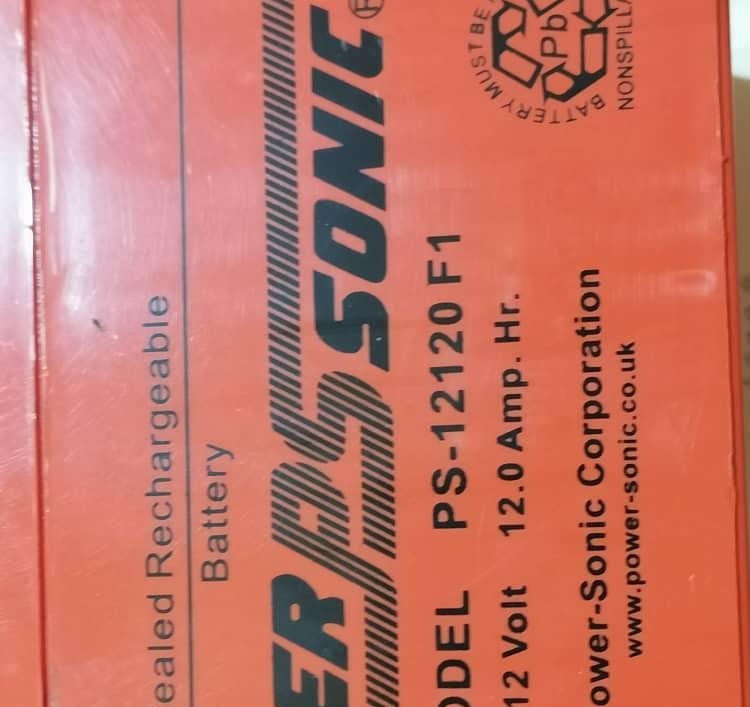 ealed Rechargeable
Battery
ER PS SONIC®
ODEL PS-12120 F1
12 Volt 12.0 Amp. Hr.
ower-Sonic Corporation
www.power-sonic.co.uk
BATTERY MUST BE
Pb
NONSPILLA